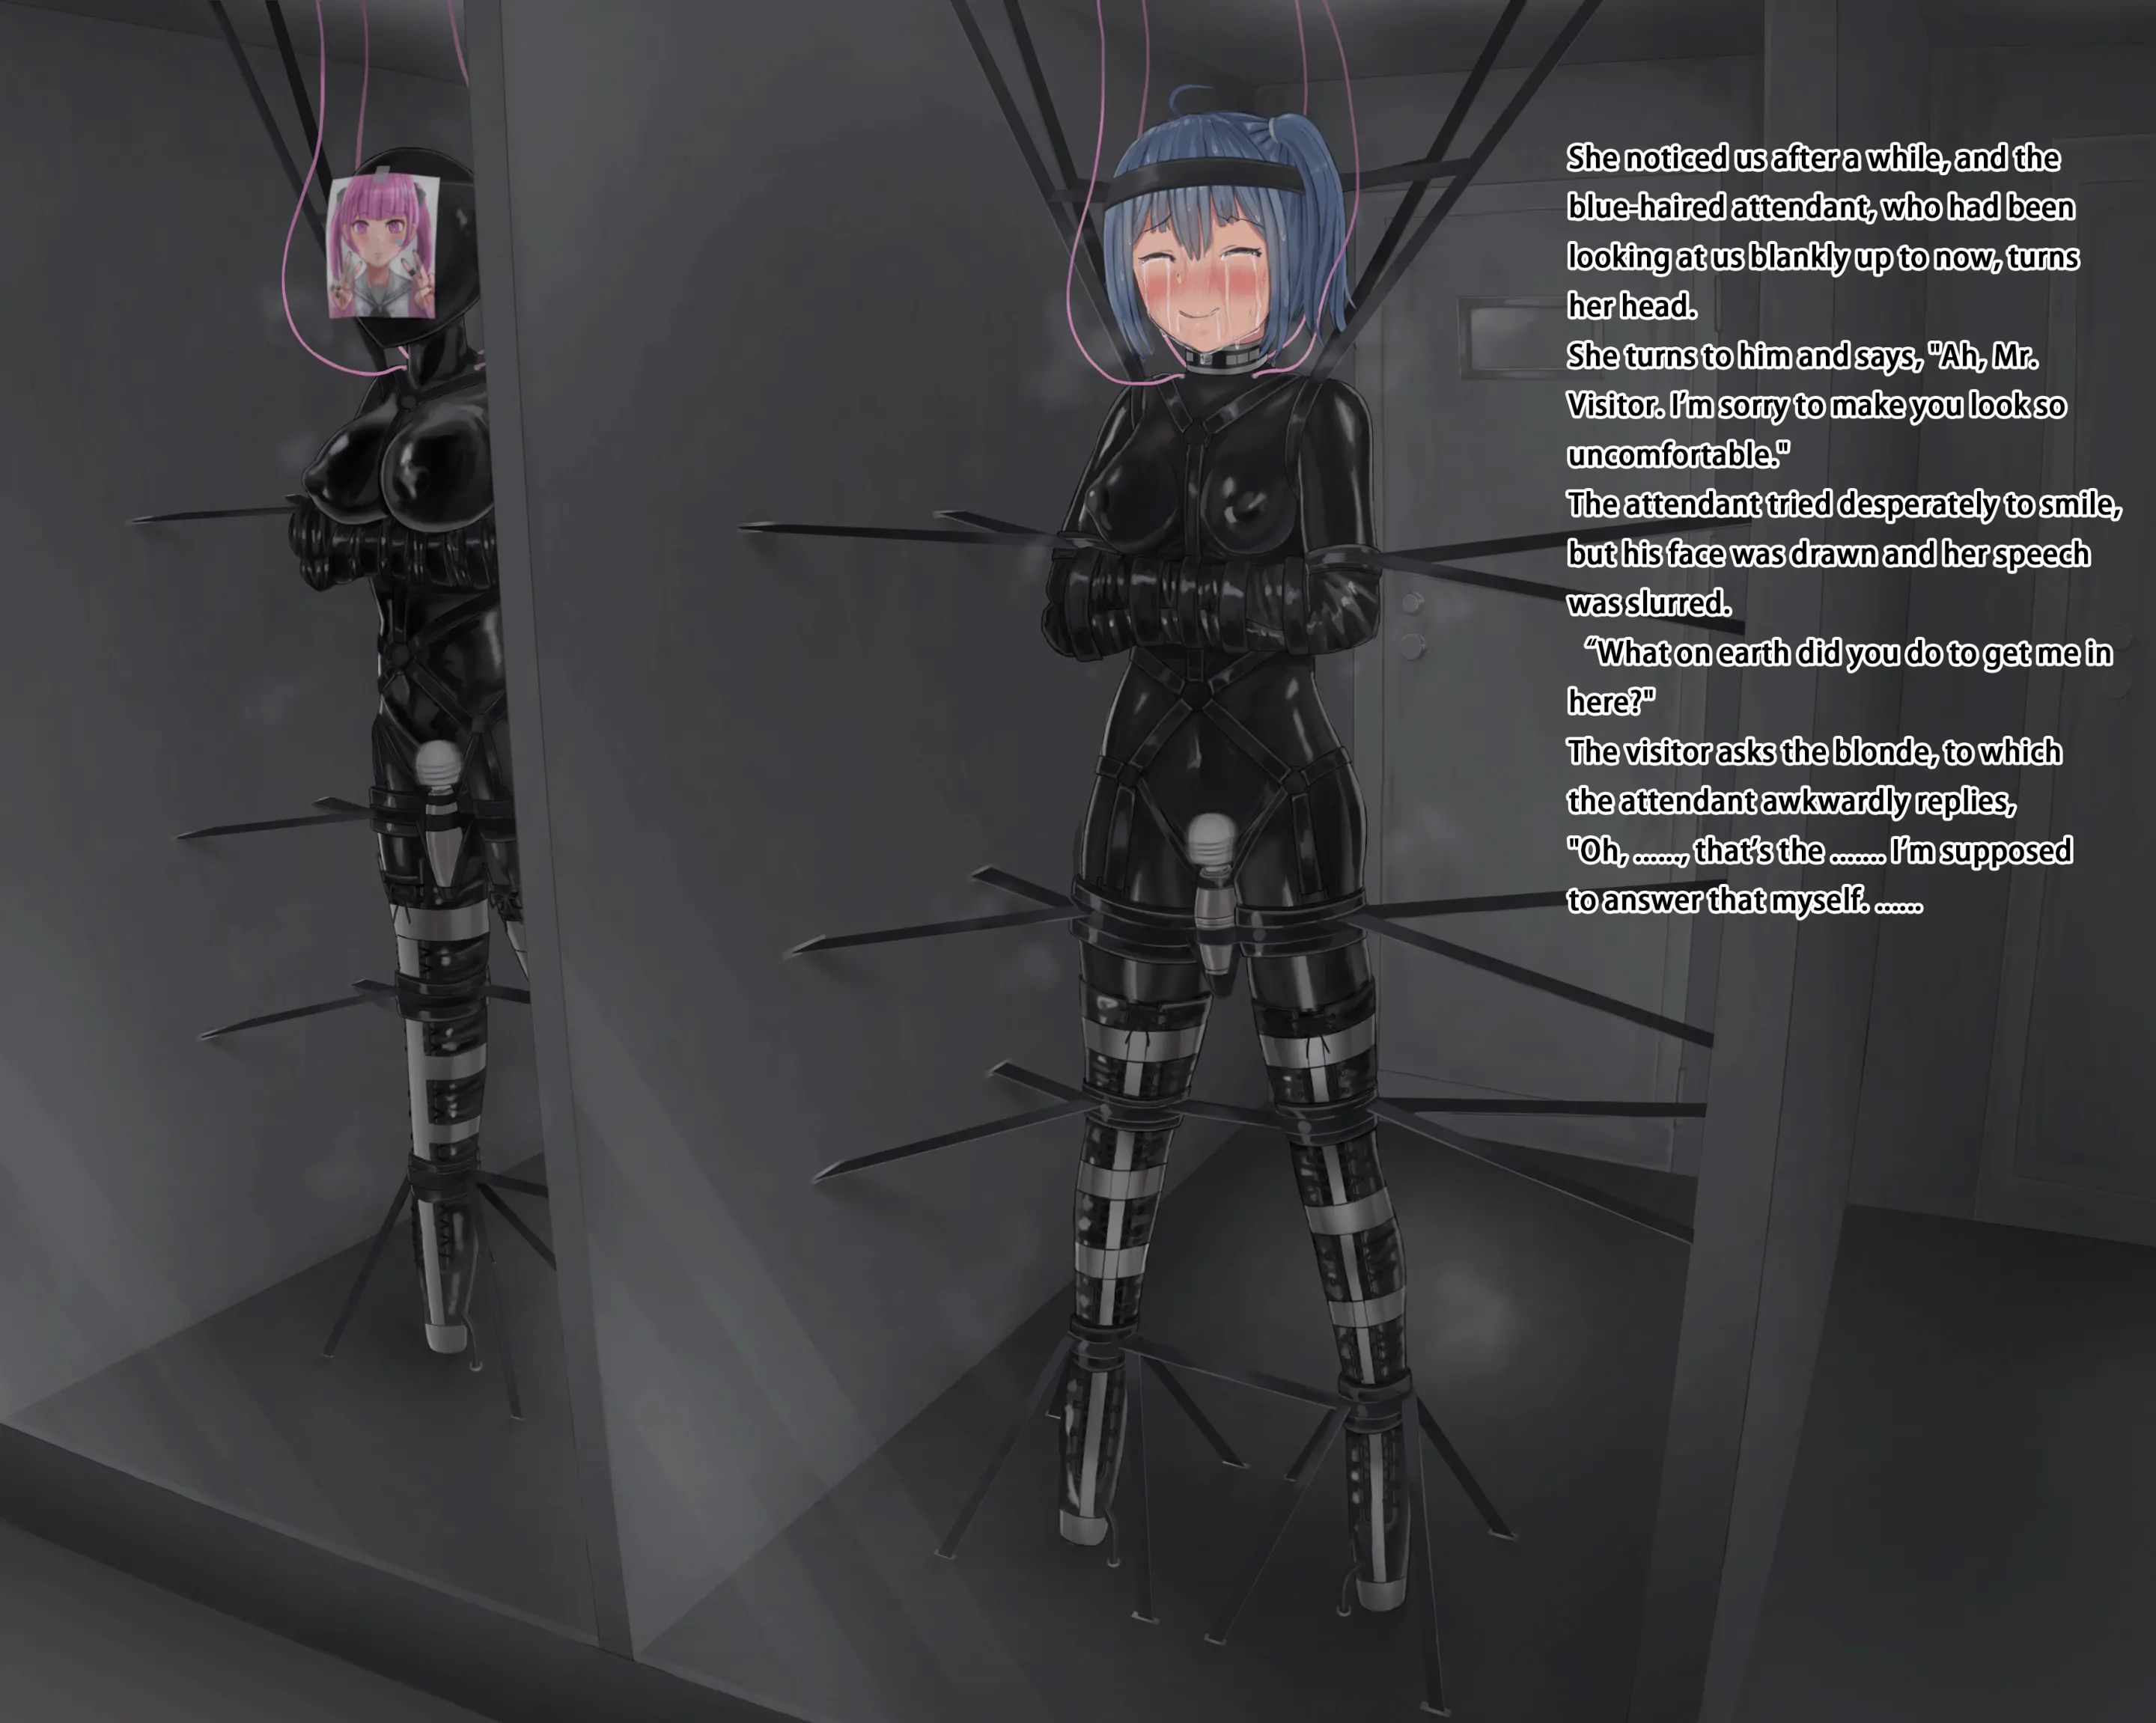 She noticed us after a while, and the
blue-haired attendant, who had been
looking at us blankly up to now, turns
her head.
She turns to him and says, "Ah, Mr.
Visitor. I'm sorry to make you look so
uncomfortable."
The attendant tried desperately to smile,
but his face was drawn and her speech
was slurred.
“What on earth did you do to get me in
here?"
The visitor asks the blonde, to which
the attendant awkwardly replies,
"Oh, ......, that's the ....... I'm supposed
to answer that myself. ......